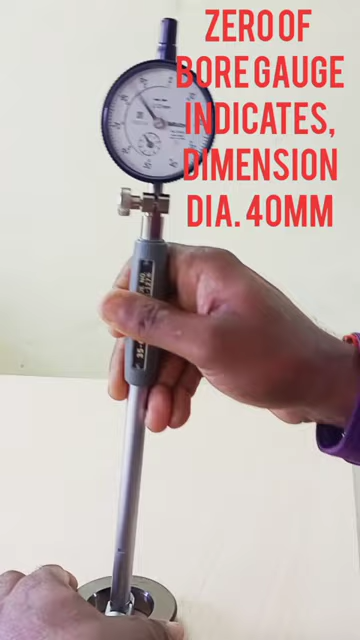 ZERO OF
BORE GAUGE
INDICATES,
DIMENSION
DIA. 40MM